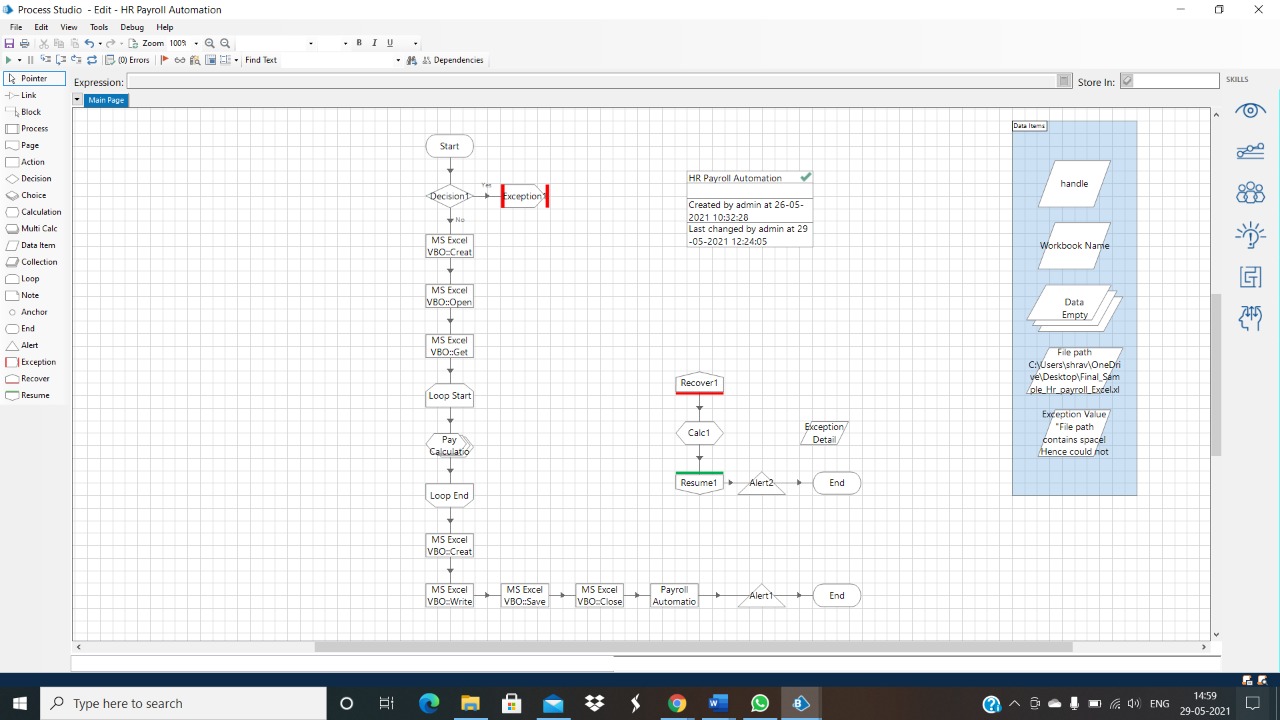 Process Studio - Edit - HR Payroll Automation
File Edit View Tools Debug Help
Zoom 100% B I U
(0) Errors Find Text Dependencies
Pointer
Link
Block
Process
Page
Action
Decision
Choice
Calculation
Multi Calc
Data Item
Collection
Loop
Note
Anchor
End
Alert
Exception
Recover
Resume
Expression: Store In:
SKILLS
Main Page
Start
Decision1
Yes
Exception1
No
MS Excel
VBO::Creat
MS Excel
VBO::Open
MS Excel
VBO::Get
Loop Start
Pay
Calculatio
Loop End
MS Excel
VBO::Creat
MS Excel
VBO::Write
MS Excel
VBO::Save
MS Excel
VBO::Close
Payroll
Automatio
Alert1
End
HR Payroll Automation
Created by admin at 26-05-
2021 10:32:28
Last changed by admin at 29
-05-2021 12:24:05
Recover1
Calc1
Resume1
Alert2
End
Exception
Detail
Data Items
handle
Workbook Name
Data
Empty
File path
C:\Users\shrav\OneDri
ve\Desktop\Final_Sam
ple_Hr_payroll_Excel.xl
Exception Value
"File path
contains space!
Hence could not
Type here to search
ENG
14:59
29-05-2021